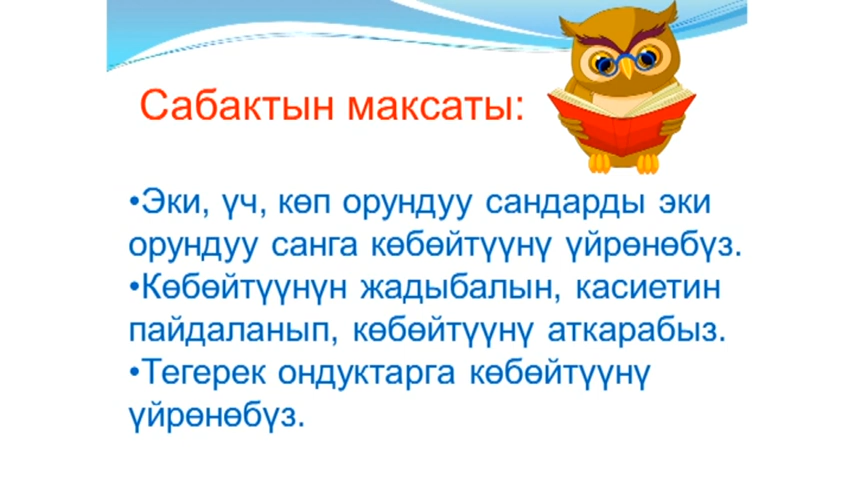 Сабактын максаты:
•Эки, үч, көп орундуу сандарды эки
орундуу санга көбөйтүүнү үйрөнөбүз.
•Көбөйтүүнүн жадыбалын, касиетин
пайдаланып, көбөйтүүнү аткарабыз.
•Тегерек ондуктарга көбөйтүүнү
үйрөнөбүз.